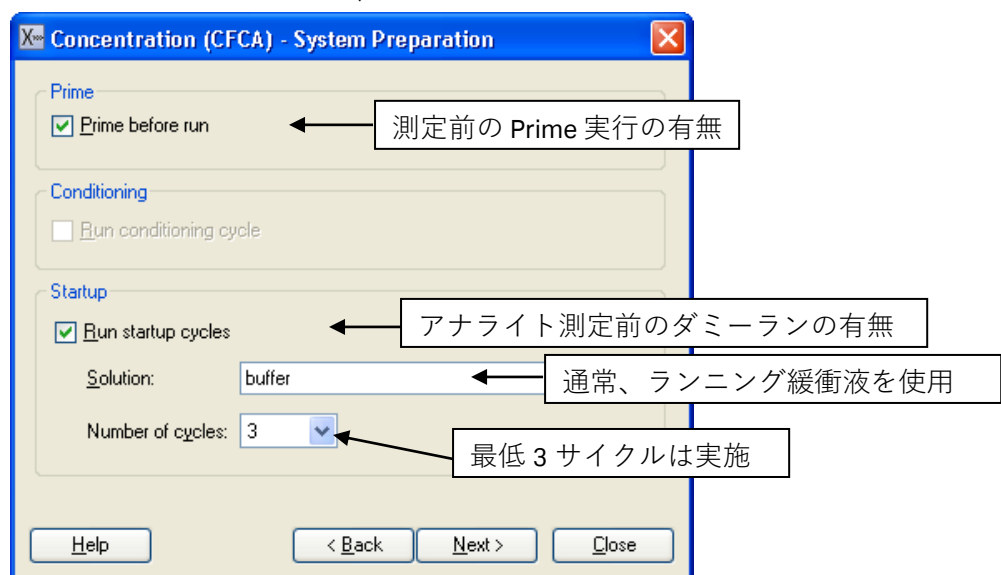 Concentration (CFCA) - System Preparation
Prime
Prime before run
測定前の Prime 実行の有無
Conditioning
Run conditioning cycle
Startup
Run startup cycles
アナライト測定前のダミーランの有無
Solution: buffer
通常、ランニング緩衝液を使用
Number of cycles: 3
最低 3 サイクルは実施
Help < Back Next > Close